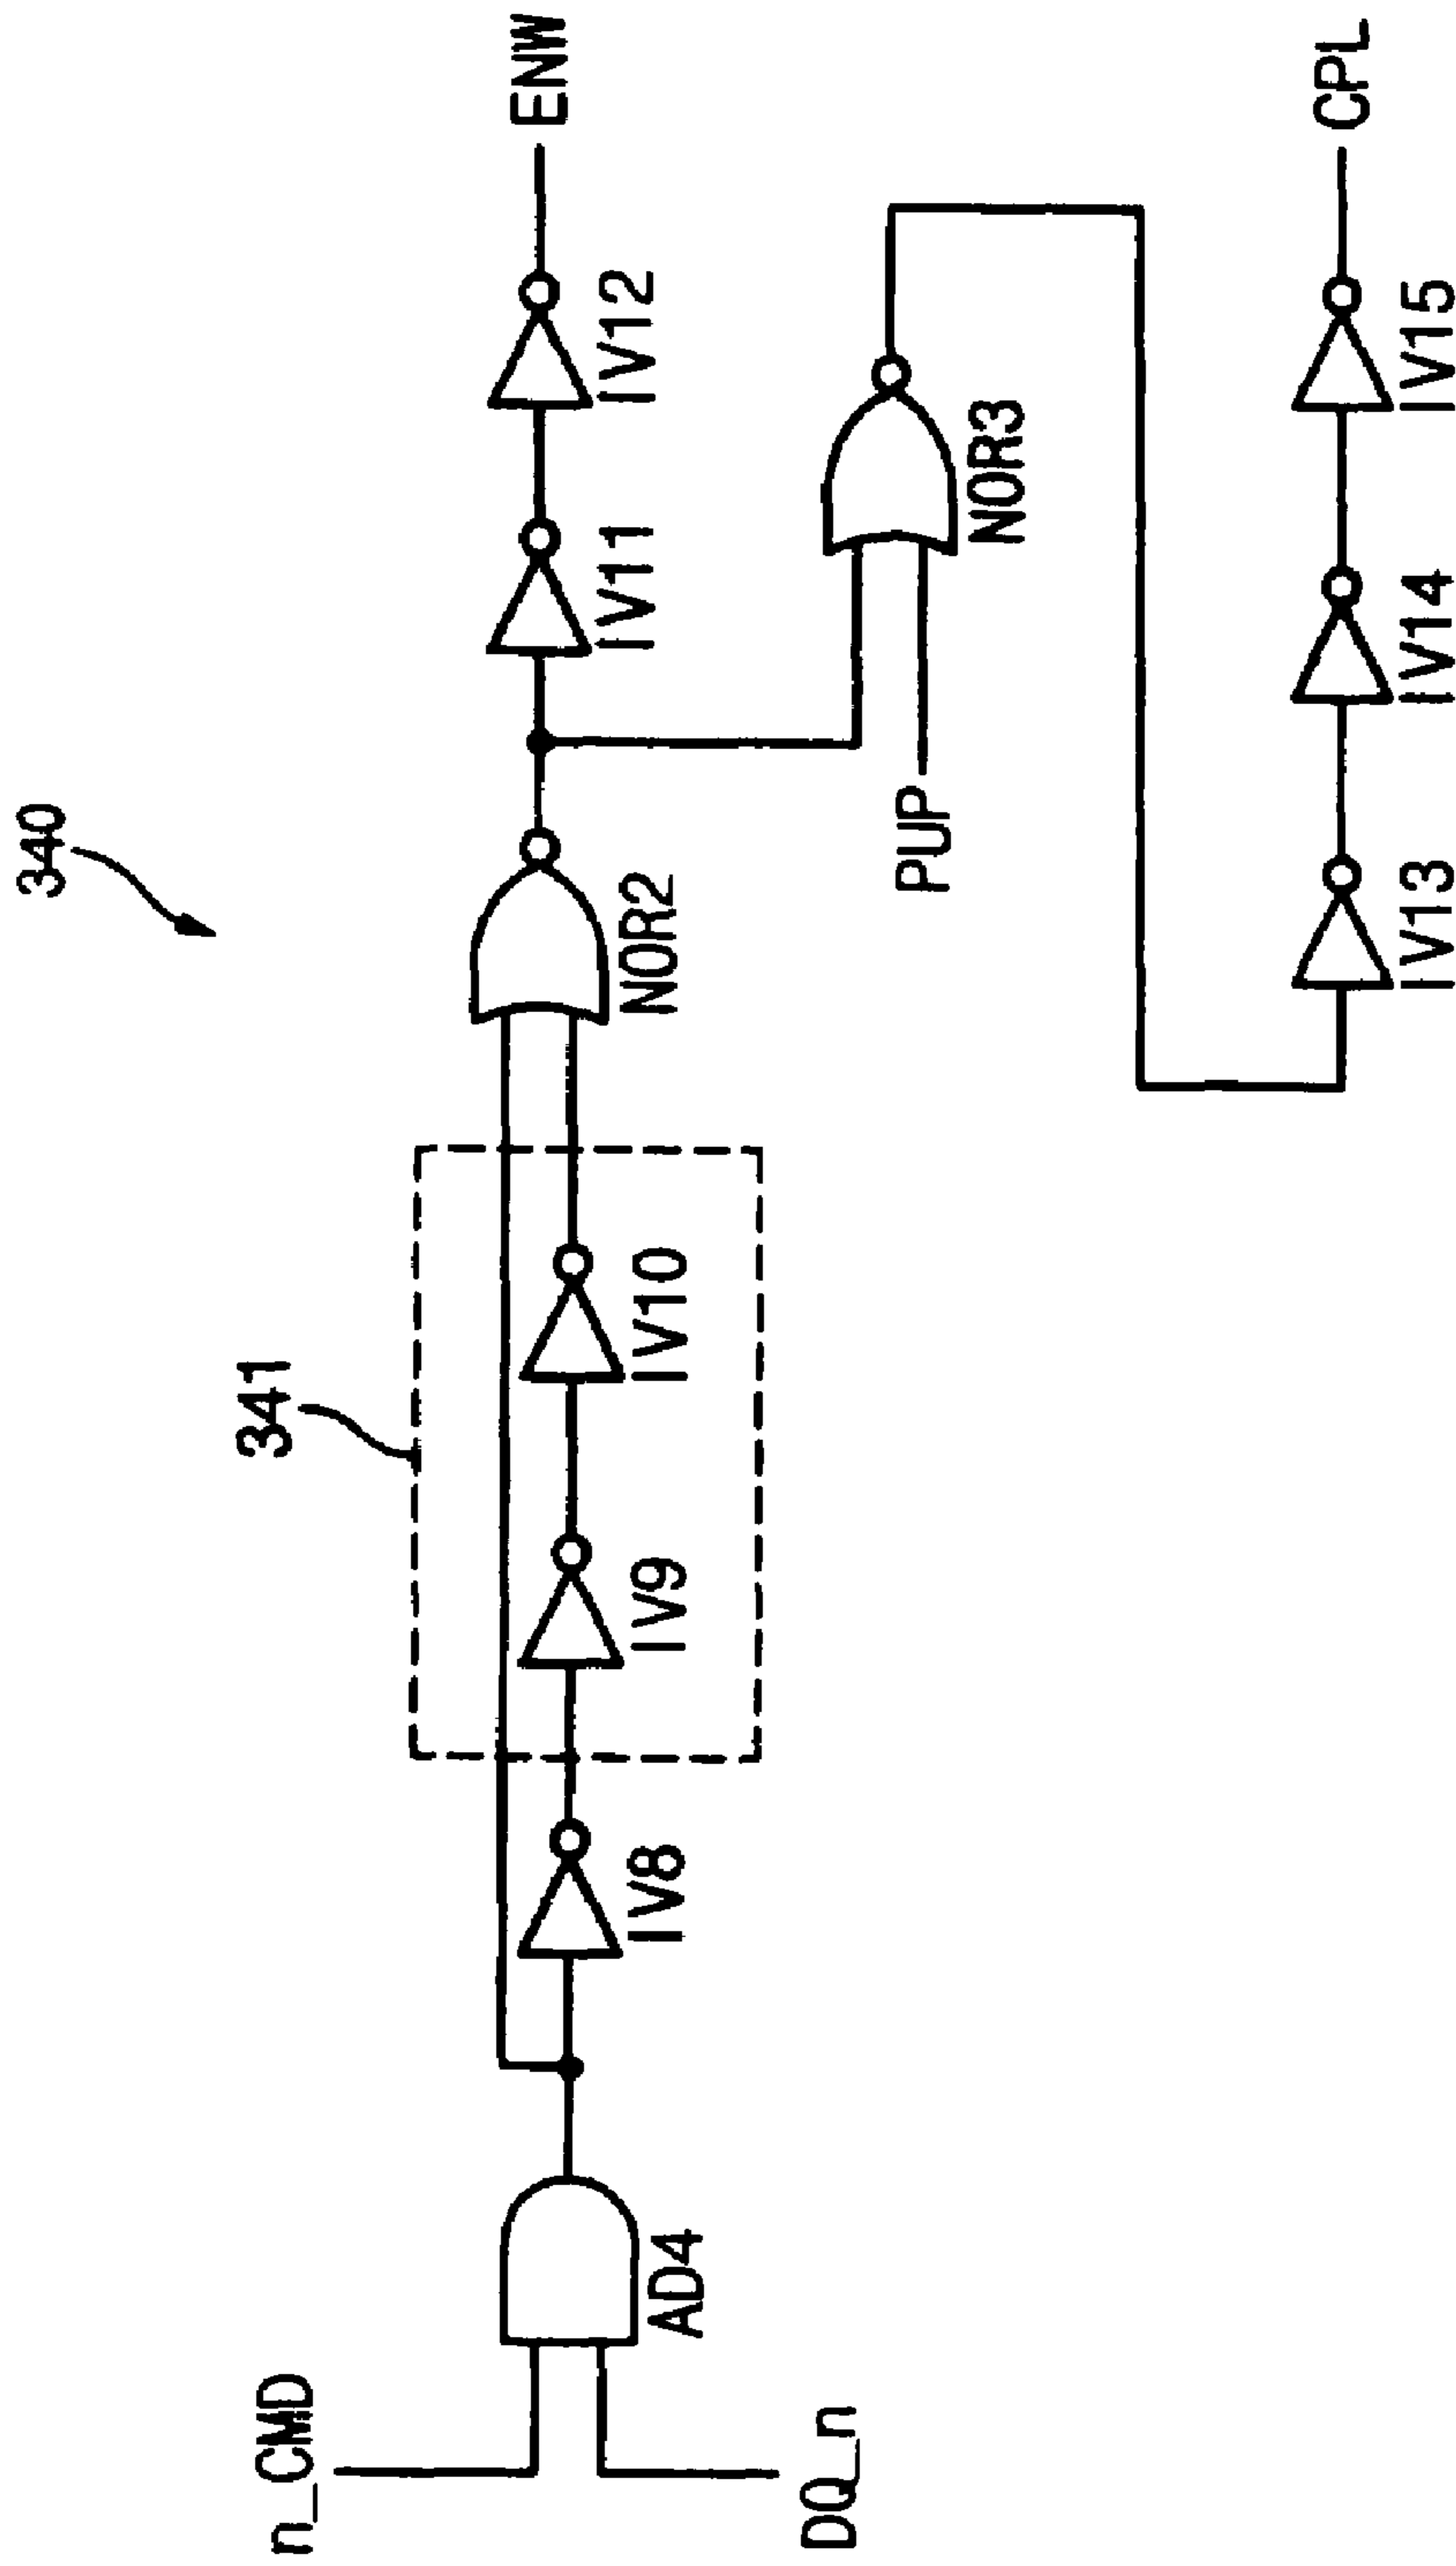 340
n_CMD
DQ_n
AD4
IV8
341
IV9
IV10
NOR2
IV11
IV12
ENW
PUP
NOR3
IV13
IV14
IV15
CPL